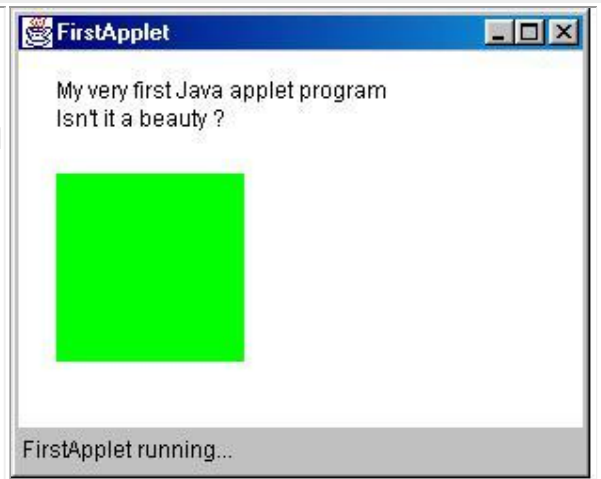 FirstApplet
My very first Java applet program
Isn't it a beauty ?
FirstApplet running...